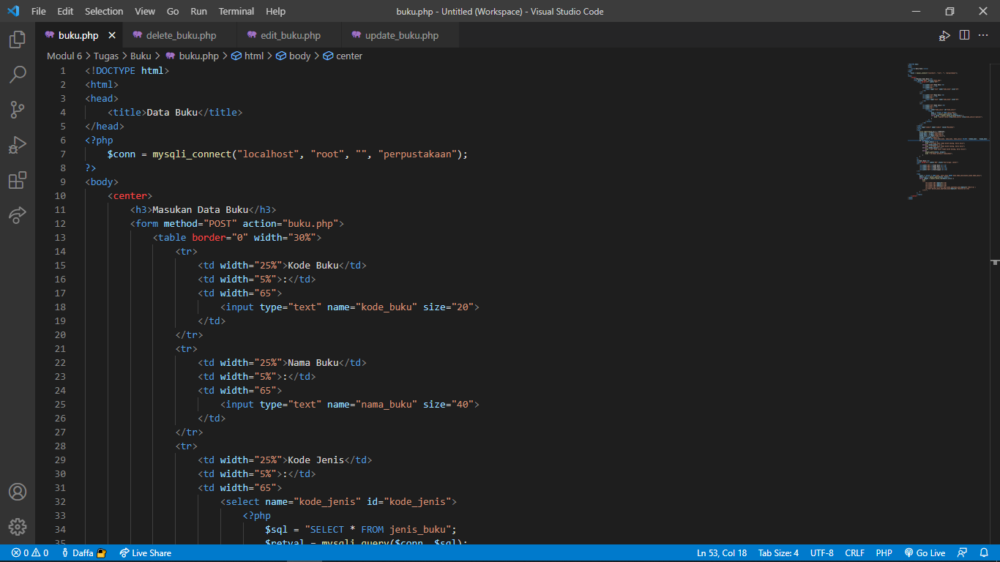 File Edit Selection View Go Run Terminal Help buku.php - Untitled (Workspace) - Visual Studio Code
buku.php delete_buku.php edit_buku.php update_buku.php
Modul 6 > Tugas > Buku > buku.php > html > body > center
1 <!DOCTYPE html>
2 <html>
3 <head>
4 <title>Data Buku</title>
5 </head>
6 <?php
7 $conn = mysqli_connect("localhost", "root", "", "perpustakaan");
8 ?>
9 <body>
10 <center>
11 <h3>Masukan Data Buku</h3>
12 <form method="POST" action="buku.php">
13 <table border="0" width="30%">
14 <tr>
15 <td width="25%">Kode Buku</td>
16 <td width="5%">:</td>
17 <td width="65">
18 <input type="text" name="kode_buku" size="20">
19 </td>
20 </tr>
21 <tr>
22 <td width="25%">Nama Buku</td>
23 <td width="5%">:</td>
24 <td width="65">
25 <input type="text" name="nama_buku" size="40">
26 </td>
27 </tr>
28 <tr>
29 <td width="25%">Kode Jenis</td>
30 <td width="5%">:</td>
31 <td width="65">
32 <select name="kode_jenis" id="kode_jenis">
33 <?php
34 $sql = "SELECT * FROM jenis_buku";
35 $retval = mysqli_query($conn, $sql);
0 0 Daffa Live Share Ln 53, Col 18 Tab Size: 4 UTF-8 CRLF PHP Go Live